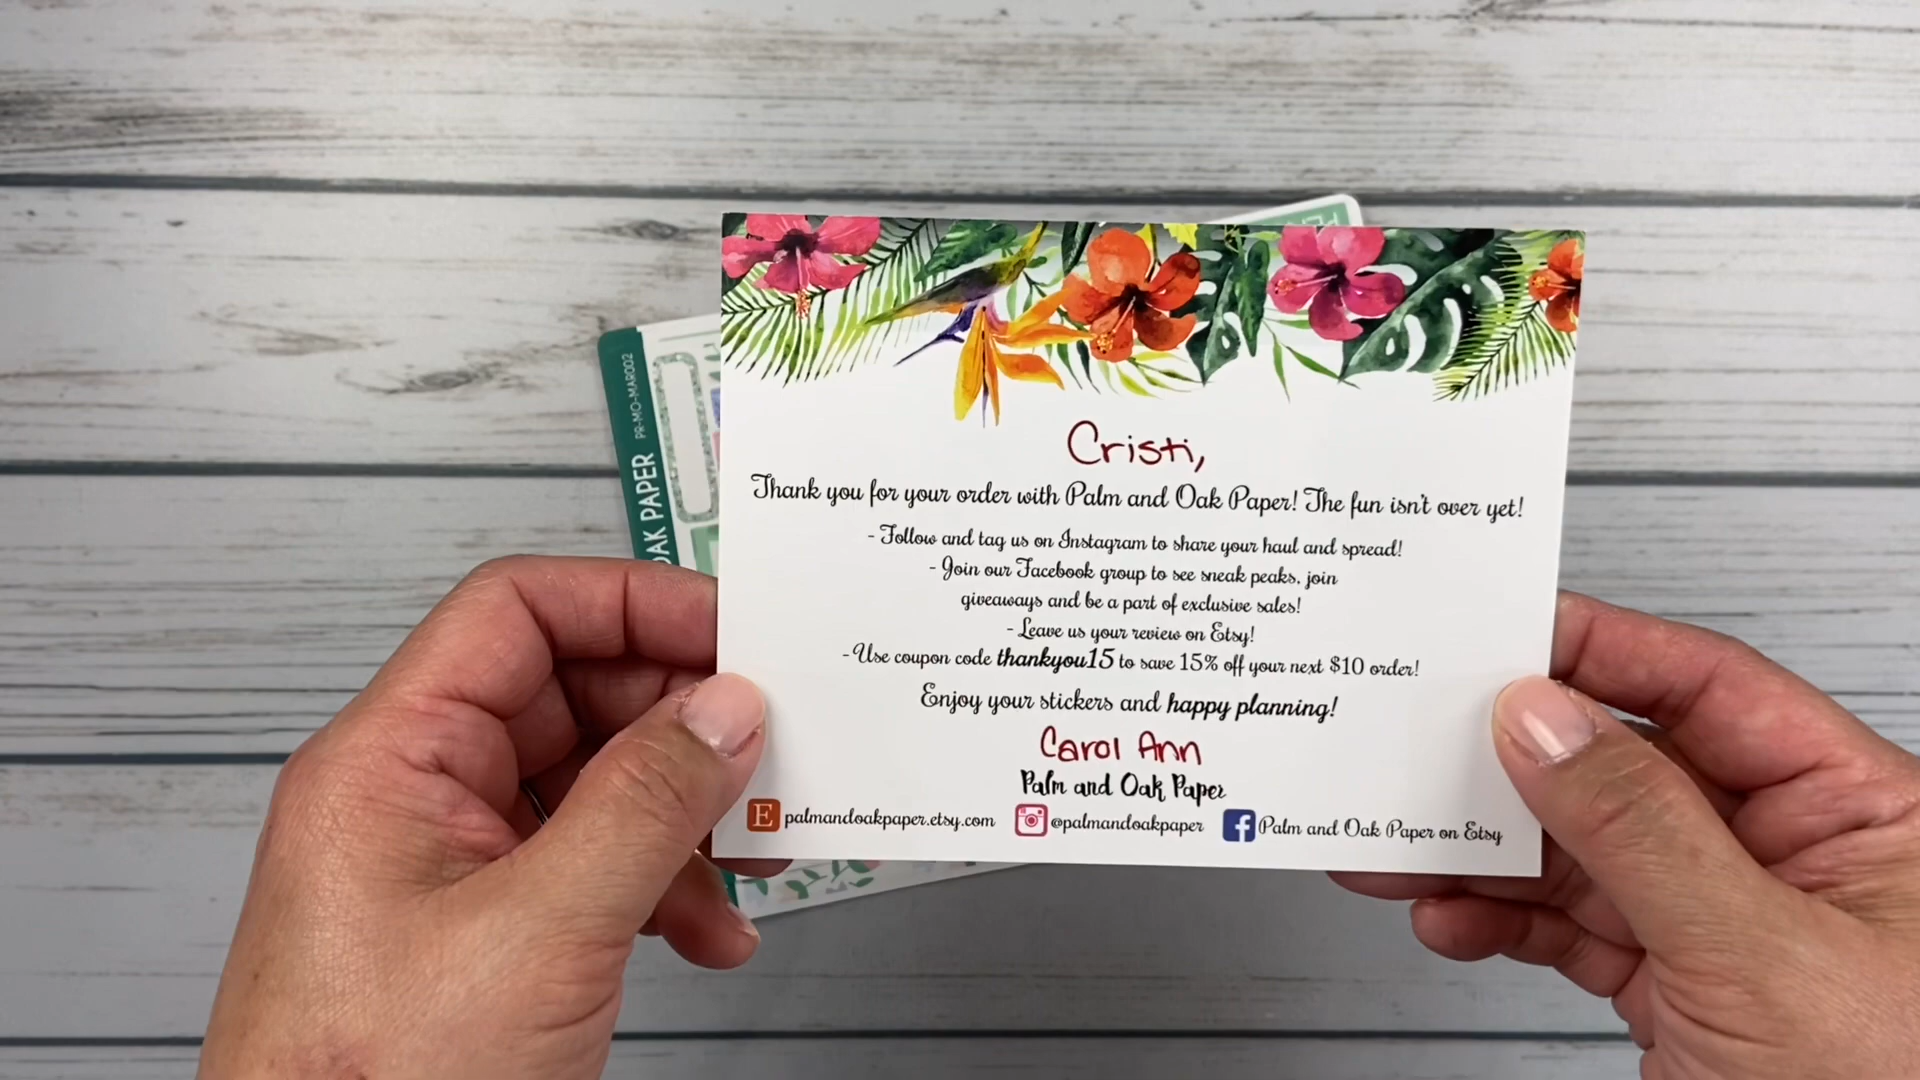 PR-MO-MAR002
OAK PAPER
Cristi,
Thank you for your order with Palm and Oak Paper! The fun isn't over yet!
- Follow and tag us on Instagram to share your haul and spread!
- Join our Facebook group to see sneak peaks, join
giveaways and be a part of exclusive sales!
- Leave us your review on Etsy!
- Use coupon code thankyou15 to save 15% off your next $10 order!
Enjoy your stickers and happy planning!
Carol Ann
Palm and Oak Paper
E palmandoakpaper.etsy.com @palmandoakpaper f Palm and Oak Paper on Etsy